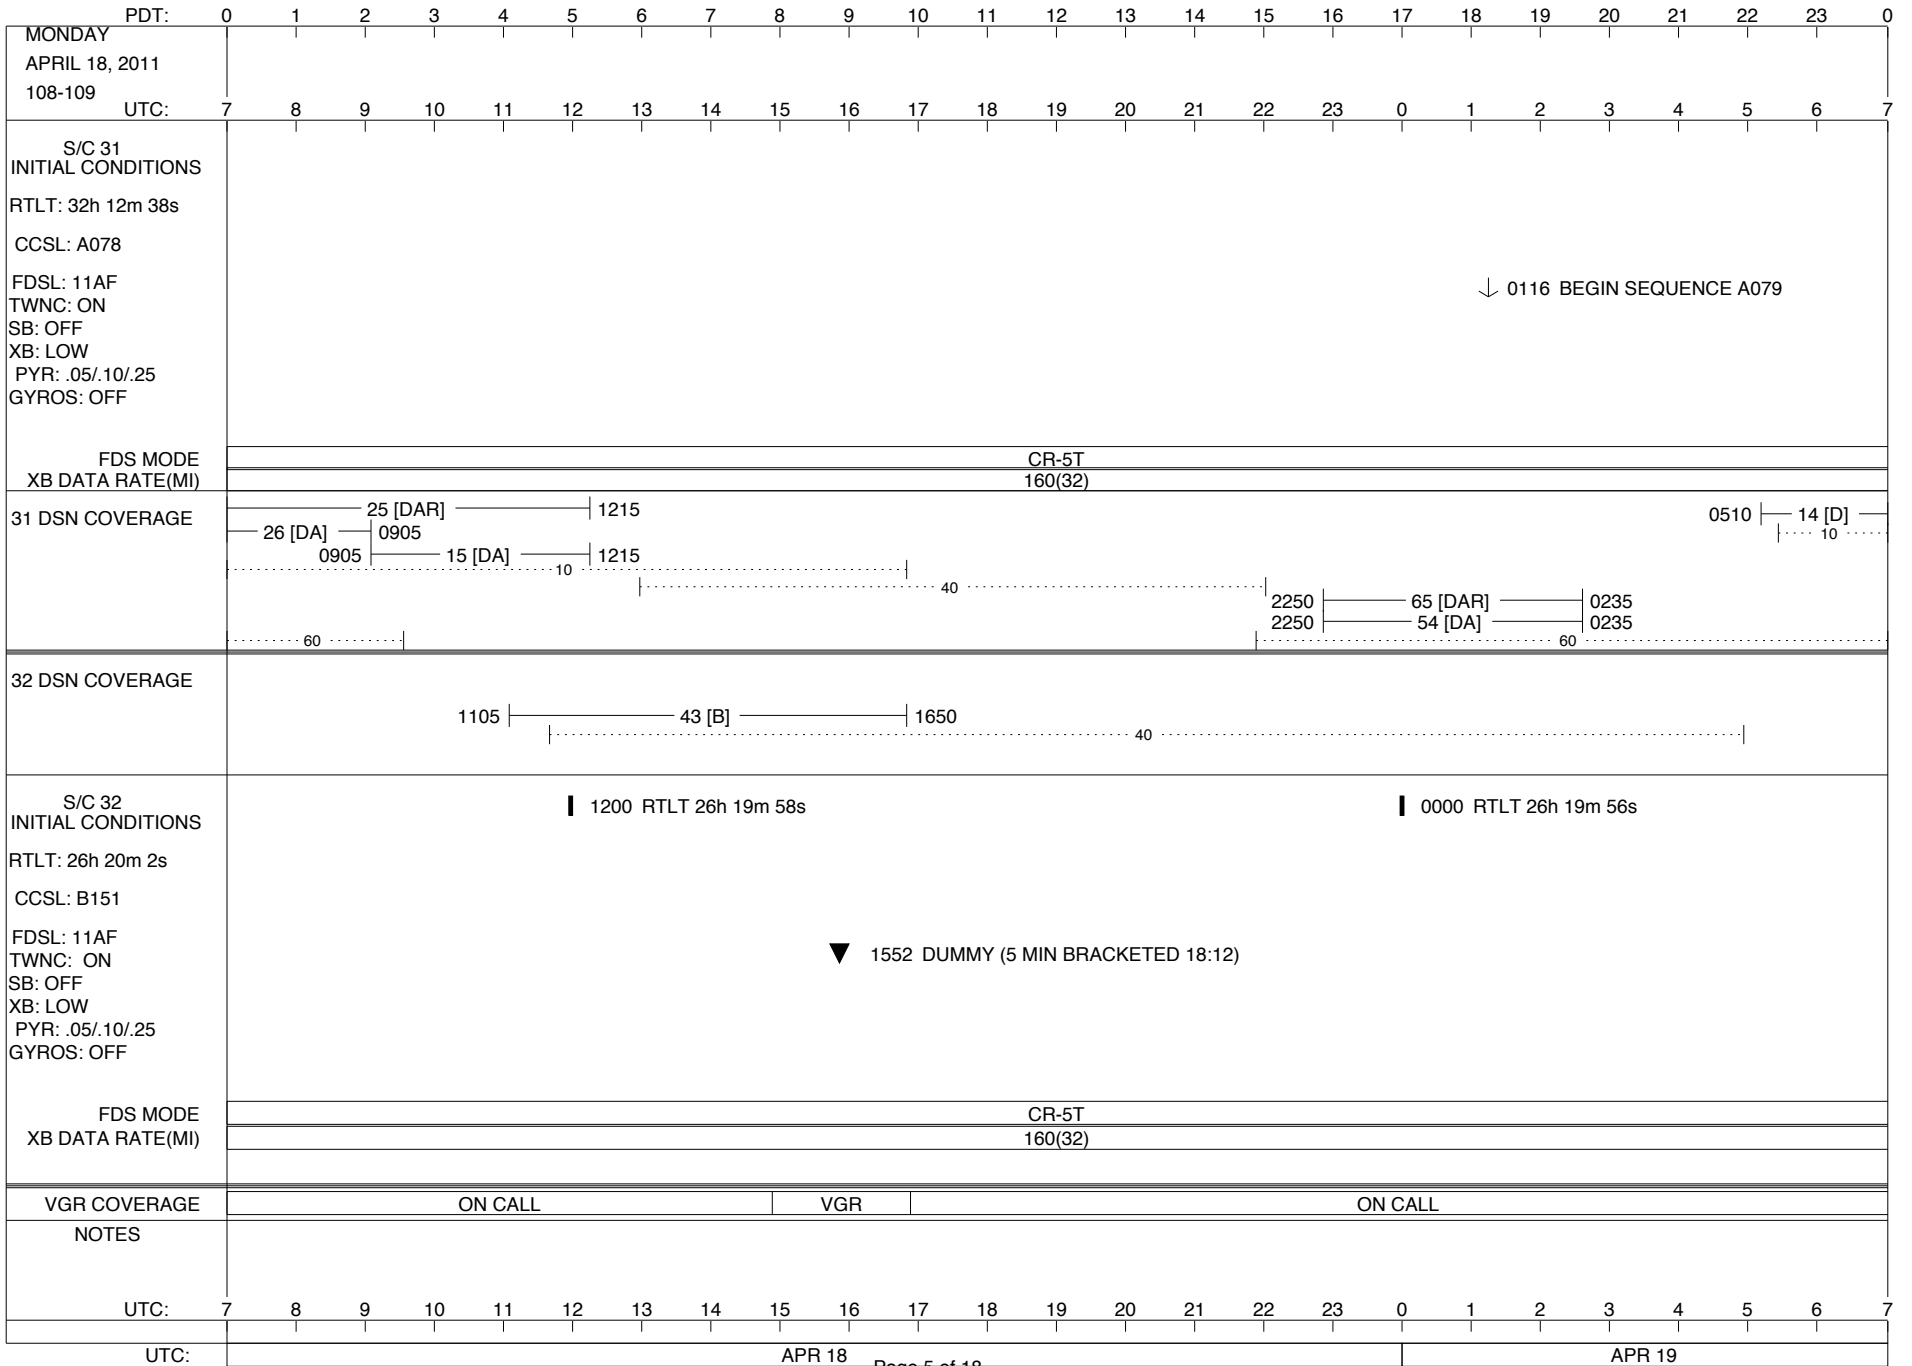 PDT: 0 1 2 3 4 5 6 7 8 9 10 11 12 13 14 15 16 17 18 19 20 21 22 23 0
MONDAY
APRIL 18, 2011
108-109
UTC: 7 8 9 10 11 12 13 14 15 16 17 18 19 20 21 22 23 0 1 2 3 4 5 6 7
S/C 31
INITIAL CONDITIONS
RTLT: 32h 12m 38s
CCSL: A078
FDSL: 11AF
0116 BEGIN SEQUENCE A079
TWNC: ON
SB: OFF
XB: LOW
PYR: .05/.10/.25
GYROS: OFF
FDS MODE CR-5T
XB DATA RATE(MI) 160(32)
31 DSN COVERAGE
25 [DAR] 1215
0510 14 [D]
26 [DA] 0905
10
0905 15 [DA] 1215
10
40
2250 65 [DAR] 0235
2250 54 [DA] 0235
60 60
32 DSN COVERAGE
1105 43 [B] 1650
40
S/C 32
INITIAL CONDITIONS
1200 RTLT 26h 19m 58s
0000 RTLT 26h 19m 56s
RTLT: 26h 20m 2s
CCSL: B151
FDSL: 11AF
1552 DUMMY (5 MIN BRACKETED 18:12)
TWNC: ON
SB: OFF
XB: LOW
PYR: .05/.10/.25
GYROS: OFF
FDS MODE CR-5T
XB DATA RATE(MI) 160(32)
VGR COVERAGE ON CALL VGR ON CALL
NOTES
UTC: 7 8 9 10 11 12 13 14 15 16 17 18 19 20 21 22 23 0 1 2 3 4 5 6 7
UTC: APR 18 APR 19
Page 5 of 18